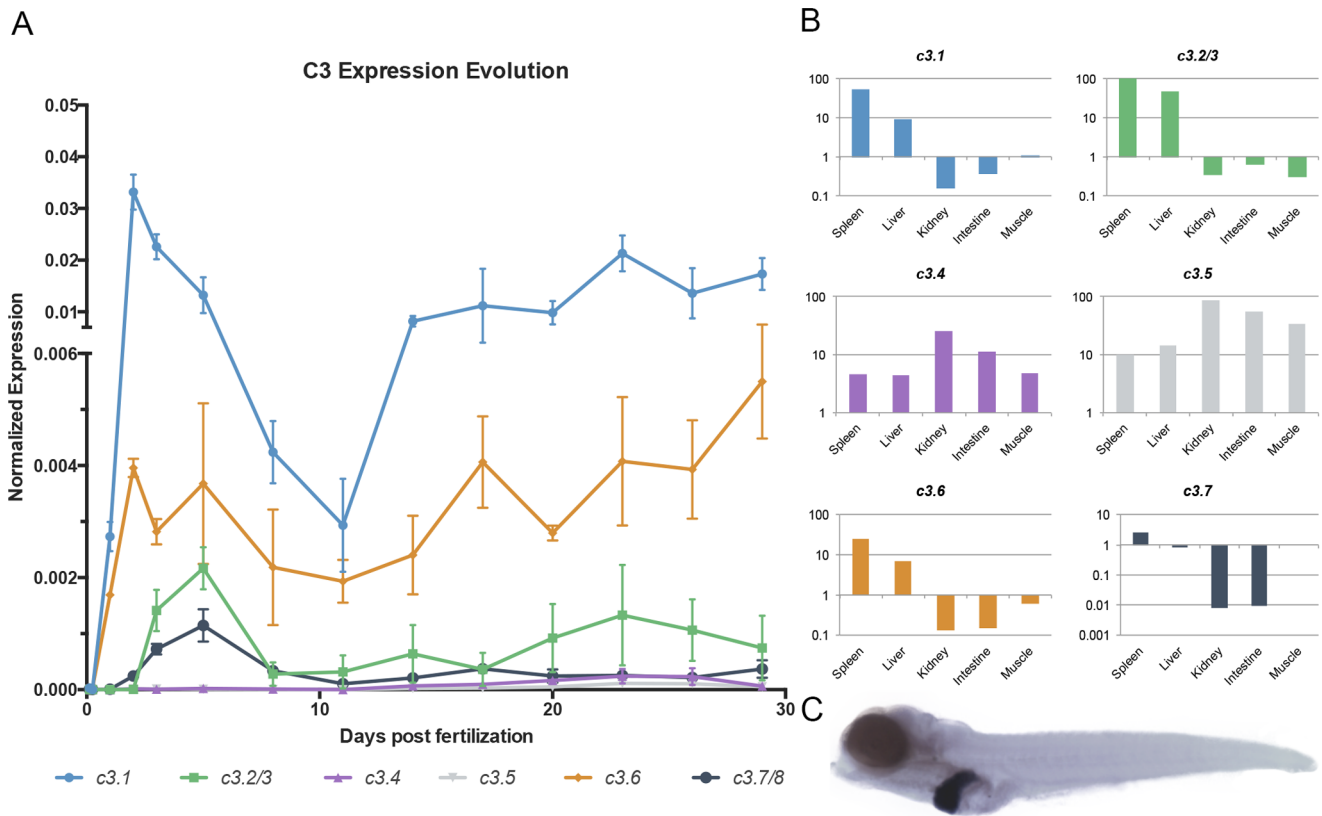 A
C3 Expression Evolution
Normalized Expression
0.05
0.04
0.03
0.02
0.01
0.006
0.004
0.002
0.000
0
10
20
30
Days post fertilization
c3.1
c3.2/3
c3.4
c3.5
c3.6
c3.7/8
B
c3.1
100
10
1
0.1
Spleen
Liver
Kidney
Intestine
Muscle
c3.2/3
100
10
1
0.1
Spleen
Liver
Kidney
Intestine
Muscle
c3.4
100
10
1
Spleen
Liver
Kidney
Intestine
Muscle
c3.5
100
10
1
Spleen
Liver
Kidney
Intestine
Muscle
c3.6
100
10
1
0.1
Spleen
Liver
Kidney
Intestine
Muscle
c3.7
10
1
0.1
0.01
0.001
Spleen
Liver
Kidney
Intestine
Muscle
C